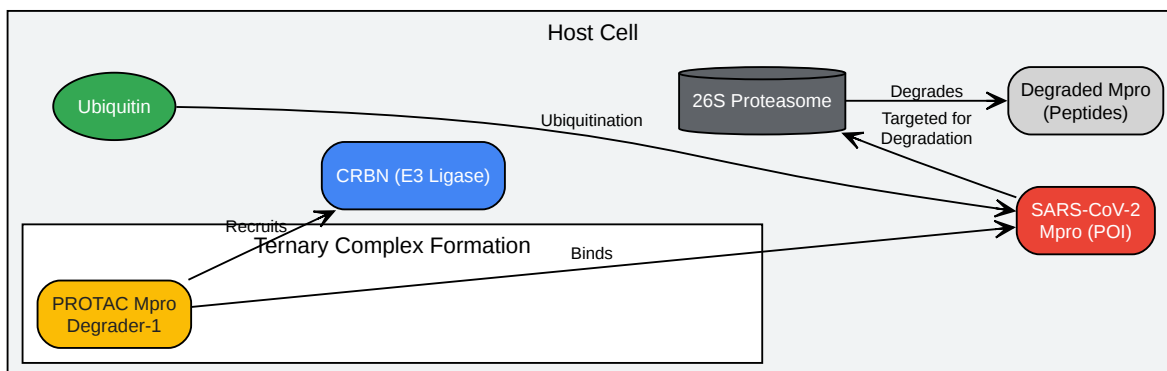 Host Cell
Ubiquitin
26S Proteasome
Degrades
Degraded Mpro
(Peptides)
Ubiquitination
Targeted for
Degradation
CRBN (E3 Ligase)
SARS-CoV-2
Mpro (POI)
Recruits
Ternary Complex Formation
Binds
PROTAC Mpro
Degrader-1